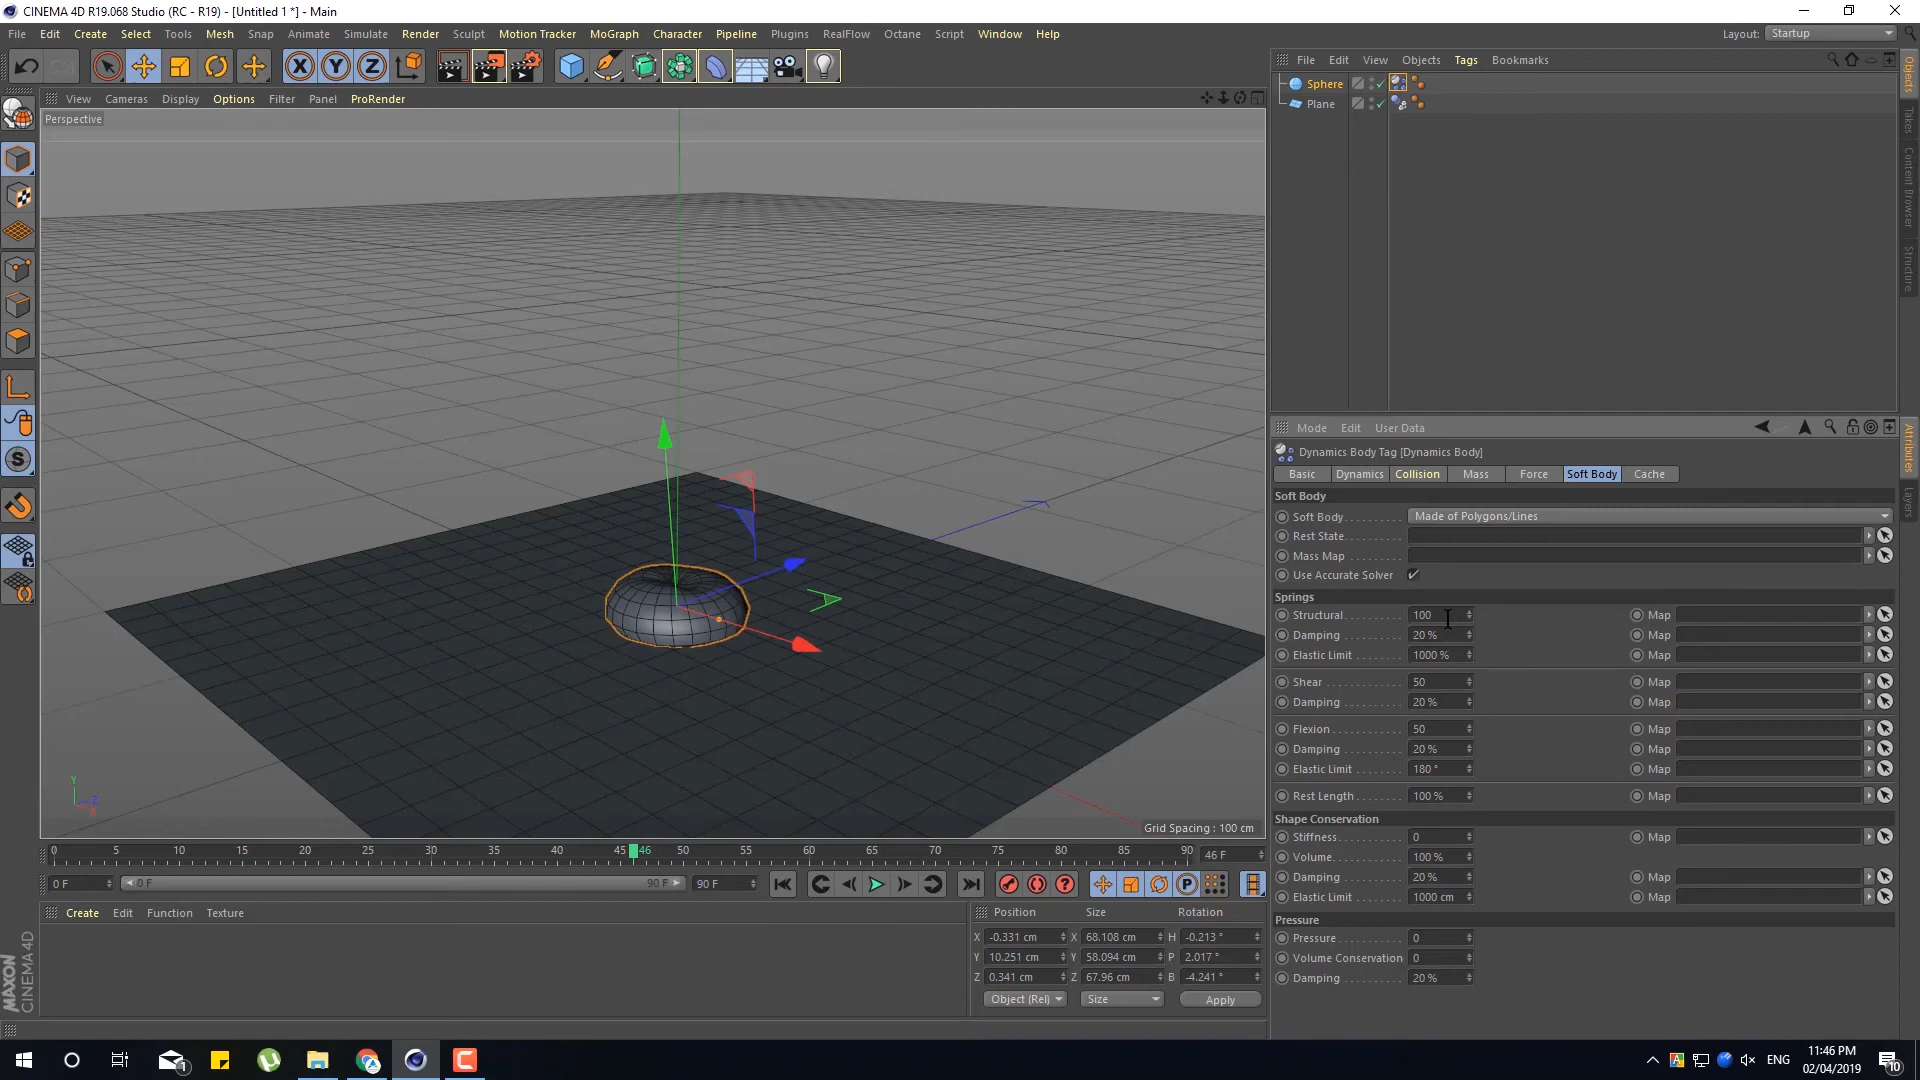 CINEMA 4D R19.068 Studio (RC - R19) - [Untitled 1 *] - Main
File Edit Create Select Tools Mesh Snap Animate Simulate Render Sculpt Motion Tracker MoGraph Character Pipeline Plugins RealFlow Octane Script Window Help
Layout: Startup
View Cameras Display Options Filter Panel ProRender
Perspective
Grid Spacing : 100 cm
File Edit View Objects Tags Bookmarks
Sphere
Plane
Objects
Takes
Content Browser
Structure
Mode Edit User Data
Attributes
Layers
Dynamics Body Tag [Dynamics Body]
Basic Dynamics Collision Mass Force Soft Body Cache
Soft Body
Soft Body Made of Polygons/Lines
Rest State
Mass Map
Use Accurate Solver
Springs
Structural 100 Map
Damping 20 % Map
Elastic Limit 1000 % Map
Shear 50 Map
Damping 20 % Map
Flexion 50 Map
Damping 20 % Map
Elastic Limit 180 ° Map
Rest Length 100 % Map
Shape Conservation
Stiffness 0 Map
Volume 100 %
Damping 20 % Map
Elastic Limit 1000 cm Map
Pressure
Pressure 0
Volume Conservation 0
Damping 20 %
Y
Z
X
0 5 10 15 20 25 30 35 40 45 46 50 55 60 65 70 75 80 85 90 46 F
0 F 0 F 90 F 90 F
Create Edit Function Texture
Position Size Rotation
X -0.331 cm X 68.108 cm H -0.213 °
Y 10.251 cm Y 58.094 cm P 2.017 °
Z 0.341 cm Z 67.96 cm B -4.241 °
Object (Rel) Size Apply
MAXON
CINEMA 4D
ENG
11:46 PM
02/04/2019
1
10